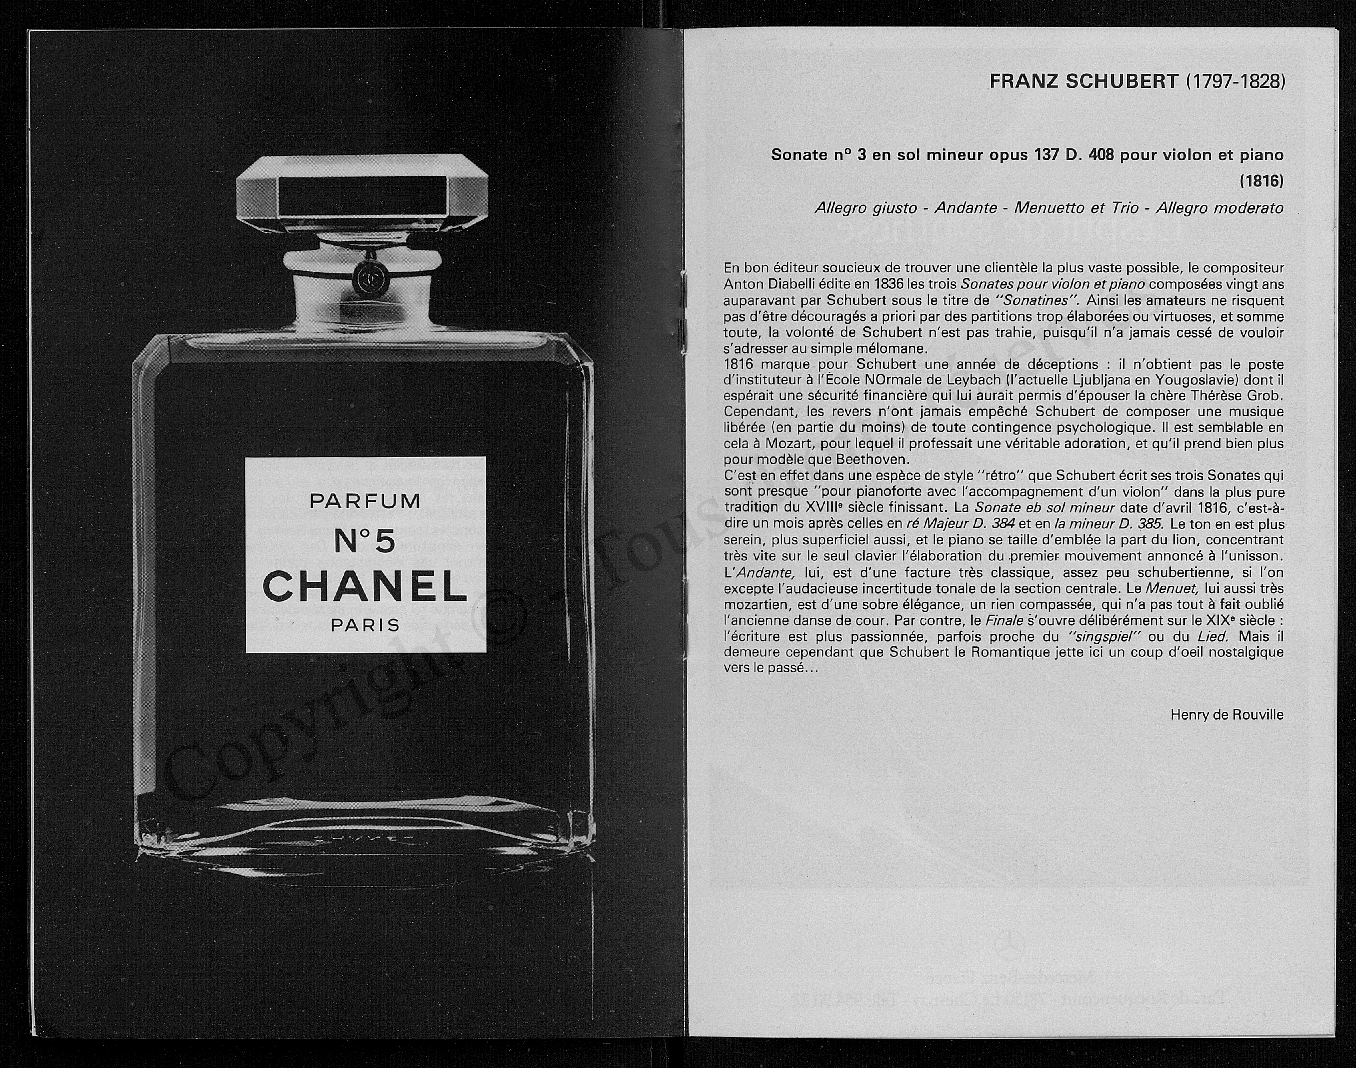 PARFUM
N°5
CHANEL
PARIS
Copyright © Tous
FRANZ SCHUBERT (1797-1828)
Sonate n° 3 en sol mineur opus 137 D. 408 pour violon et piano
(1816)
Allegro giusto - Andante - Menuetto et Trio - Allegro moderato
En bon éditeur soucieux de trouver une clientèle la plus vaste possible, le compositeur
Anton Diabelli édite en 1836 les trois Sonates pour violon et piano composées vingt ans
auparavant par Schubert sous le titre de "Sonatines". Ainsi les amateurs ne risquent
pas d'être découragés a priori par des partitions trop élaborées ou virtuoses, et somme
toute, la volonté de Schubert n'est pas trahie, puisqu'il n'a jamais cessé de vouloir
s'adresser au simple mélomane.
1816 marque pour Schubert une année de déceptions : il n'obtient pas le poste
d'instituteur à l'Ecole NOrmale de Leybach (l'actuelle Ljubljana en Yougoslavie) dont il
espérait une sécurité financière qui lui aurait permis d'épouser la chère Thérèse Grob.
Cependant, les revers n'ont jamais empêché Schubert de composer une musique
libérée (en partie du moins) de toute contingence psychologique. Il est semblable en
cela à Mozart, pour lequel il professait une véritable adoration, et qu'il prend bien plus
pour modèle que Beethoven.
C'est en effet dans une espèce de style "rétro" que Schubert écrit ses trois Sonates qui
sont presque "pour pianoforte avec l'accompagnement d'un violon" dans la plus pure
tradition du XVIIIe siècle finissant. La Sonate eb sol mineur date d'avril 1816, c'est-à-
dire un mois après celles en ré Majeur D. 384 et en la mineur D. 385. Le ton en est plus
serein, plus superficiel aussi, et le piano se taille d'emblée la part du lion, concentrant
très vite sur le seul clavier l'élaboration du premier mouvement annoncé à l'unisson.
L'Andante, lui, est d'une facture très classique, assez peu schubertienne, si l'on
excepte l'audacieuse incertitude tonale de la section centrale. Le Menuet, lui aussi très
mozartien, est d'une sobre élégance, un rien compassée, qui n'a pas tout à fait oublié
l'ancienne danse de cour. Par contre, le Finale s'ouvre délibérément sur le XIXe siècle :
l'écriture est plus passionnée, parfois proche du "singspiel" ou du Lied. Mais il
demeure cependant que Schubert le Romantique jette ici un coup d'oeil nostalgique
vers le passé...
Henry de Rouville